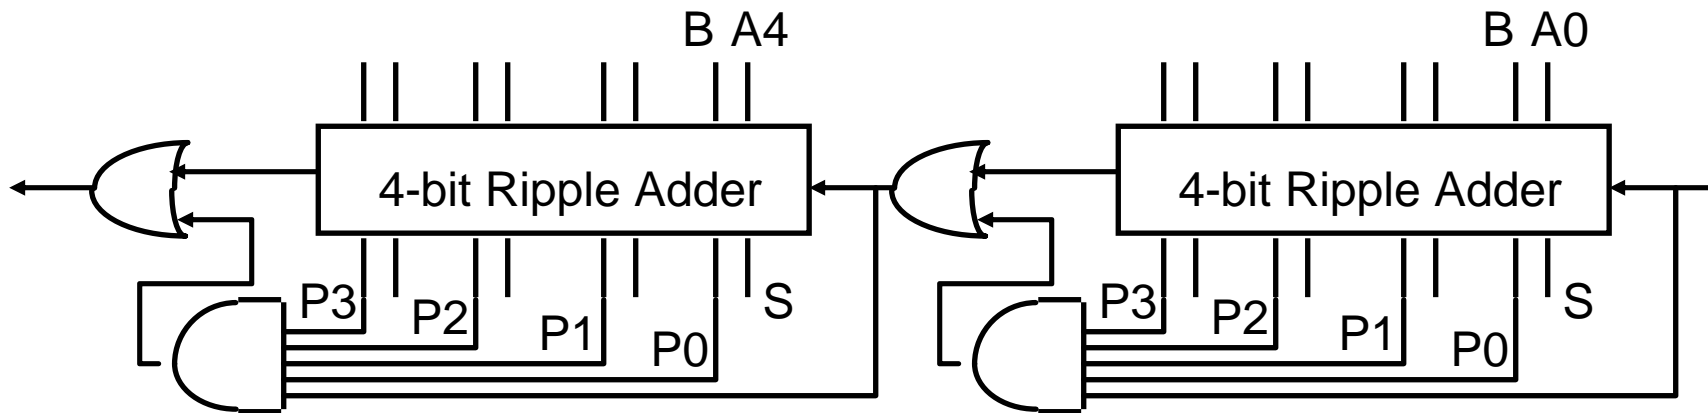 B A4 B A0
4-bit Ripple Adder 4-bit Ripple Adder
P3 P2 P1 P0 S P3 P2 P1 P0 S